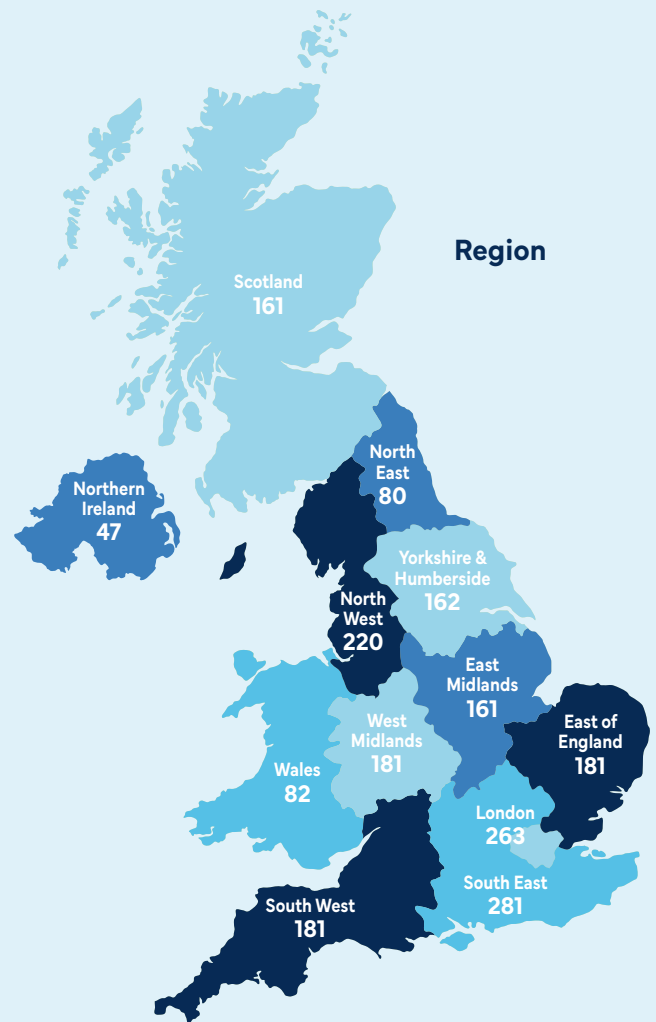 Region
Scotland
161
North
East
80
Northern
Ireland
47
Yorkshire &
Humberside
162
North
West
220
East
Midlands
161
West
Midlands
181
East of
England
181
Wales
82
London
263
South East
281
South West
181